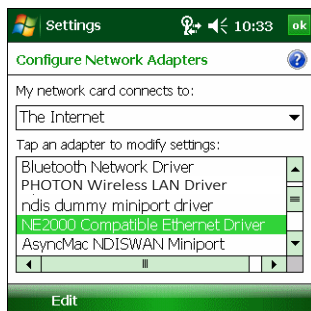 Settings 10:33 ok
Configure Network Adapters
My network card connects to:
The Internet
Tap an adapter to modify settings:
Bluetooth Network Driver
PHOTON Wireless LAN Driver
ndis dummy miniport driver
NE2000 Compatible Ethernet Driver
AsyncMac NDISWAN Miniport
Edit